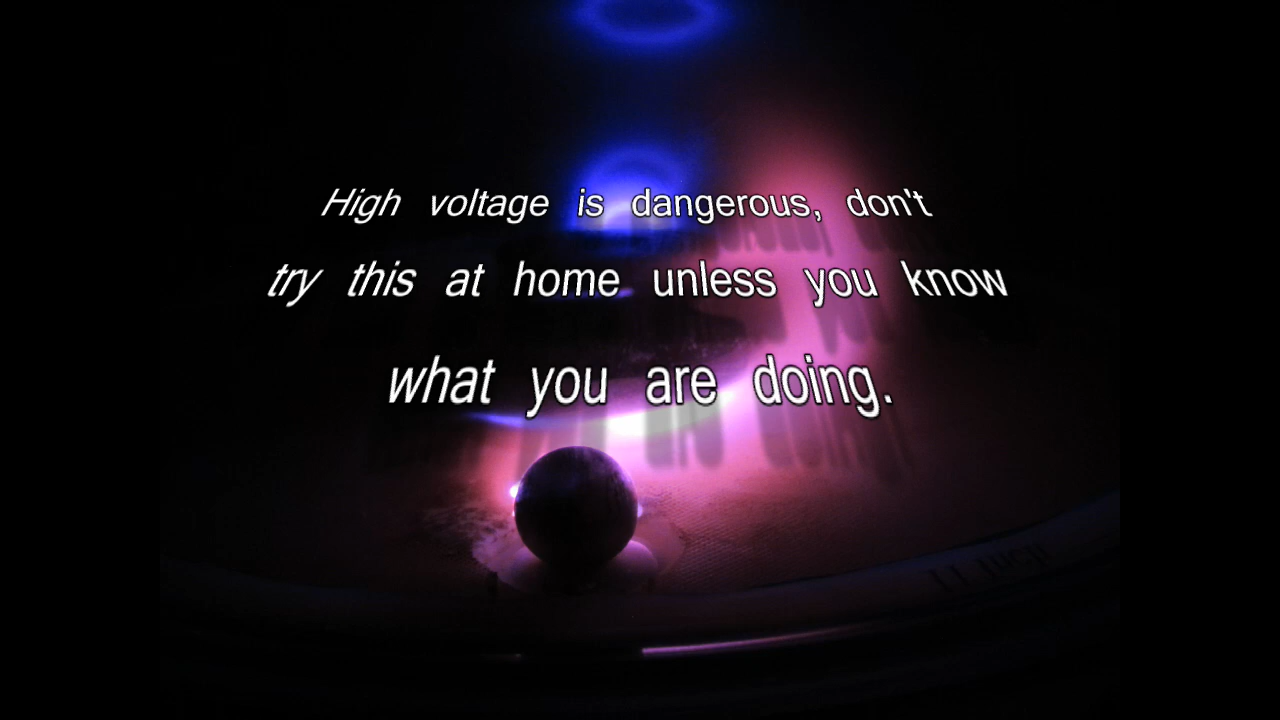 High voltage is dangerous, don't
try this at home unless you know
what you are doing.